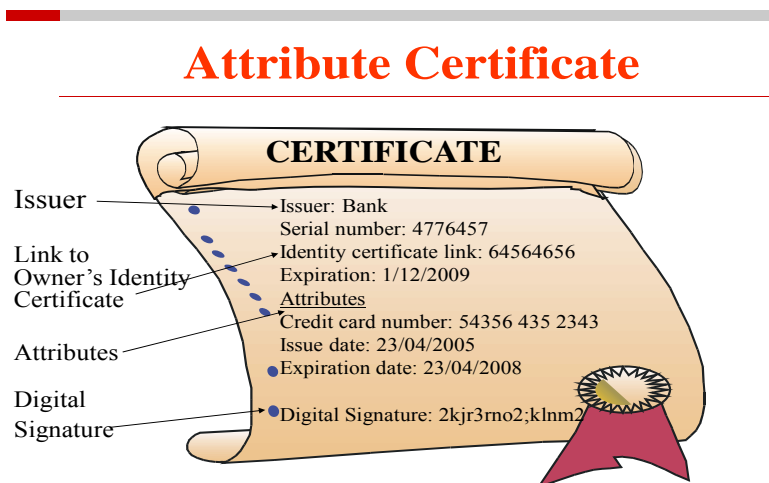 Attribute Certificate
CERTIFICATE
Issuer
Link to
Owner's Identity
Certificate
Attributes
Digital
Signature
Issuer: Bank
Serial number: 4776457
Identity certificate link: 64564656
Expiration: 1/12/2009
Attributes
Credit card number: 54356 435 2343
Issue date: 23/04/2005
Expiration date: 23/04/2008
Digital Signature: 2kjr3rno2;klnm2